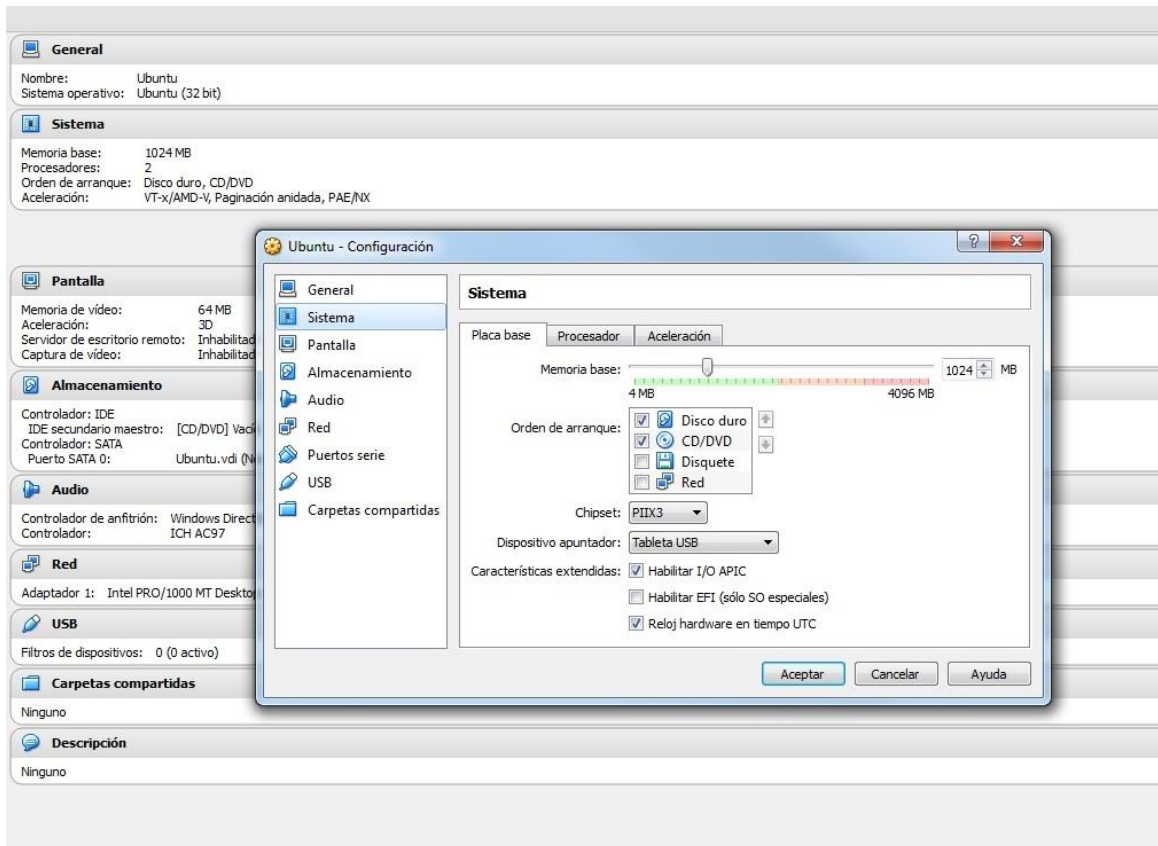 General
Nombre: Ubuntu
Sistema operativo: Ubuntu (32 bit)
Sistema
Memoria base: 1024 MB
Procesadores: 2
Orden de arranque: Disco duro, CD/DVD
Aceleración: VT-x/AMD-V, Paginación anidada, PAE/NX
Pantalla
Memoria de vídeo: 64 MB
Aceleración: 3D
Servidor de escritorio remoto: Inhabilitad
Captura de vídeo: Inhabilitad
Almacenamiento
Controlador: IDE
IDE secundario maestro: [CD/DVD] Vací
Controlador: SATA
Puerto SATA 0: Ubuntu.vdi
Audio
Controlador de anfitrión: Windows Direct
Controlador: ICH AC97
Red
Adaptador 1: Intel PRO/1000 MT Deskto
USB
Filtros de dispositivos: 0 (0 activo)
Carpetas compartidas
Ninguno
Descripción
Ninguno
Ubuntu - Configuración
General
Sistema
Pantalla
Almacenamiento
Audio
Red
Puertos serie
USB
Carpetas compartidas
Sistema
Placa base Procesador Aceleración
Memoria base: 1024 MB
4 MB 4096 MB
Orden de arranque: Disco duro
CD/DVD
Disquete
Red
Chipset: PIIX3
Dispositivo apuntador: Tableta USB
Características extendidas: Habilitar I/O APIC
Habilitar EFI (sólo SO especiales)
Reloj hardware en tiempo UTC
Aceptar Cancelar Ayuda